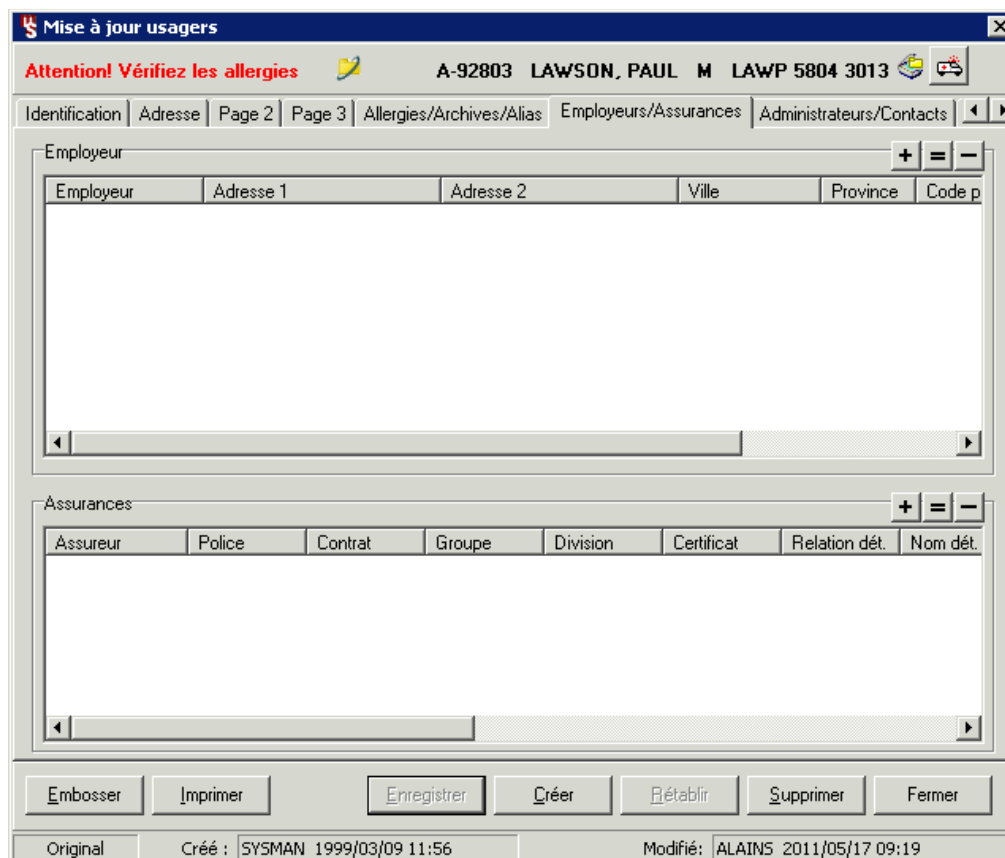 Mise à jour usagers
Attention! Vérifiez les allergies A-92803 LAWSON, PAUL M LAWP 5804 3013
Identification Adresse Page 2 Page 3 Allergies/Archives/Alias Employeurs/Assurances Administrateurs/Contacts
Employeur + = −
Employeur Adresse 1 Adresse 2 Ville Province Code p
Assurances + = −
Assureur Police Contrat Groupe Division Certificat Relation dét. Nom dét.
Embosser Imprimer Enregistrer Créer Rétablir Supprimer Fermer
Original Créé : SYSMAN 1999/03/09 11:56 Modifié: ALAINS 2011/05/17 09:19